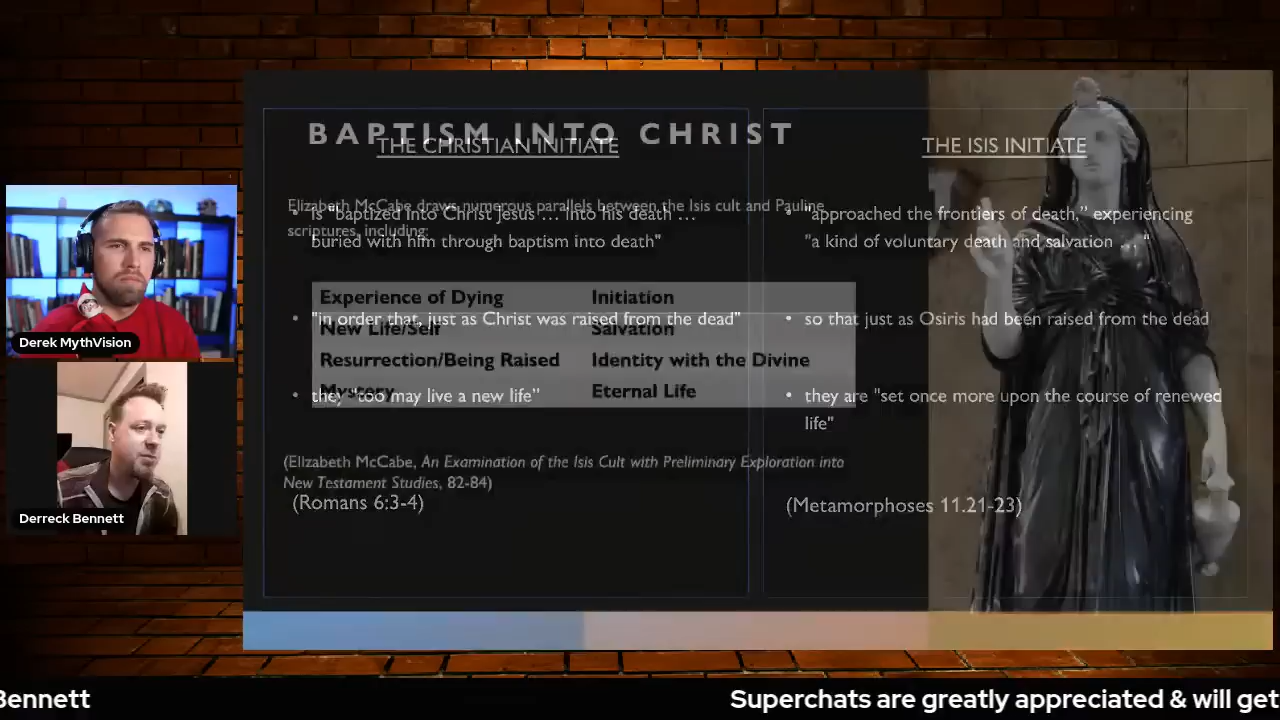 BAPTISM INTO CHRIST
Elizabeth McCabe draws numerous parallels between the Isis cult and Pauline
scriptures, including:
Experience of Dying Initiation
New Life/Self Salvation
Resurrection/Being Raised Identity with the Divine
Mystery Eternal Life
(Elizabeth McCabe, An Examination of the Isis Cult with Preliminary Exploration into
New Testament Studies, 82-84)
THE CHRISTIAN INITIATE
• is "baptized into Christ Jesus … into his death …
buried with him through baptism into death"
• "in order that, just as Christ was raised from the dead"
• they "too may live a new life"
(Romans 6:3-4)
THE ISIS INITIATE
• "approached the frontiers of death," experiencing
"a kind of voluntary death and salvation … "
• so that just as Osiris had been raised from the dead
• they are "set once more upon the course of renewed
life"
(Metamorphoses 11.21-23)
Derek MythVision
Derreck Bennett
Bennett
Superchats are greatly appreciated & will get